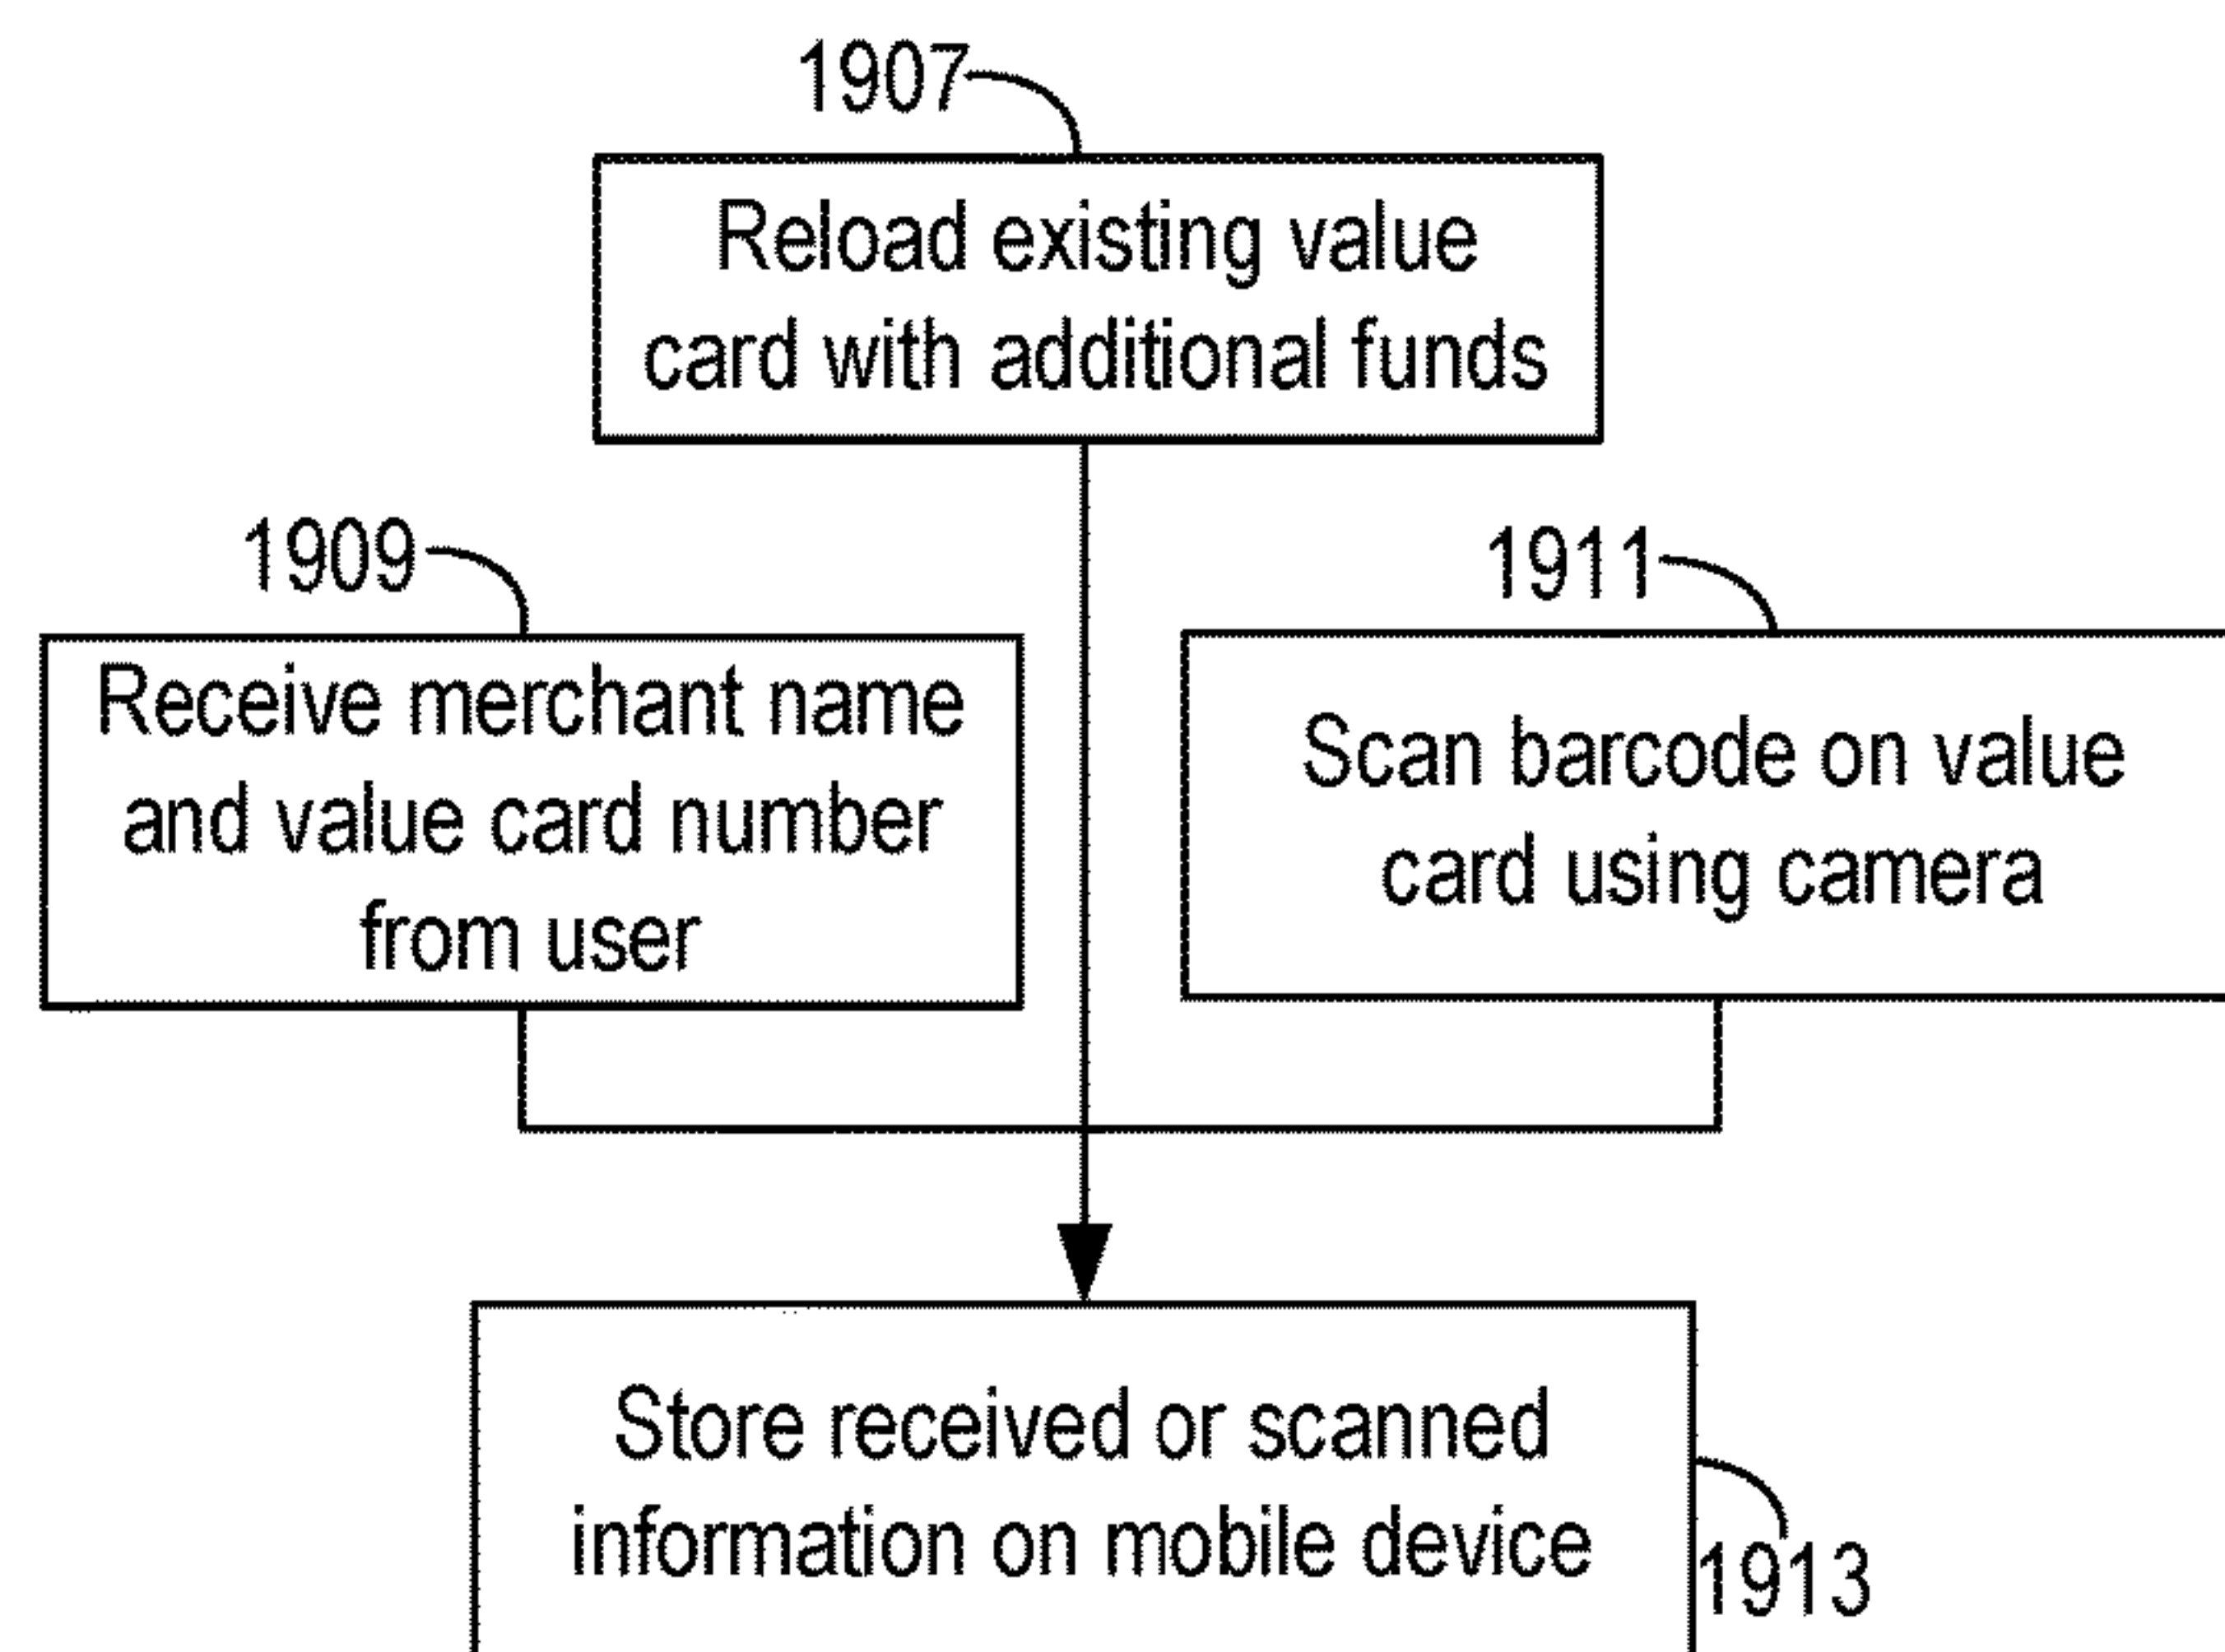 1907
Reload existing value
card with additional funds
1909
Receive merchant name
and value card number
from user
1911
Scan barcode on value
card using camera
Store received or scanned
information on mobile device
1913